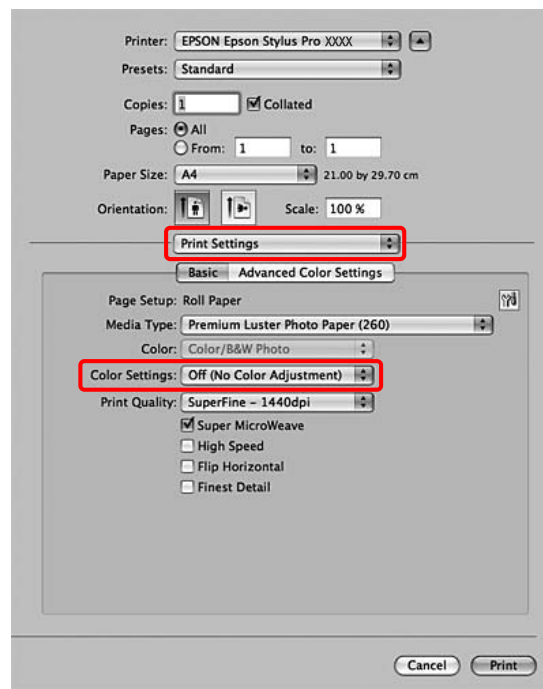 Printer: EPSON Epson Stylus Pro XXXX
Presets: Standard
Copies: 1 Collated
Pages: All
From: 1 to: 1
Paper Size: A4 21.00 by 29.70 cm
Orientation: Scale: 100 %
Print Settings
Basic Advanced Color Settings
Page Setup: Roll Paper
Media Type: Premium Luster Photo Paper (260)
Color: Color/B&W Photo
Color Settings: Off (No Color Adjustment)
Print Quality: SuperFine – 1440dpi
Super MicroWeave
High Speed
Flip Horizontal
Finest Detail
Cancel Print